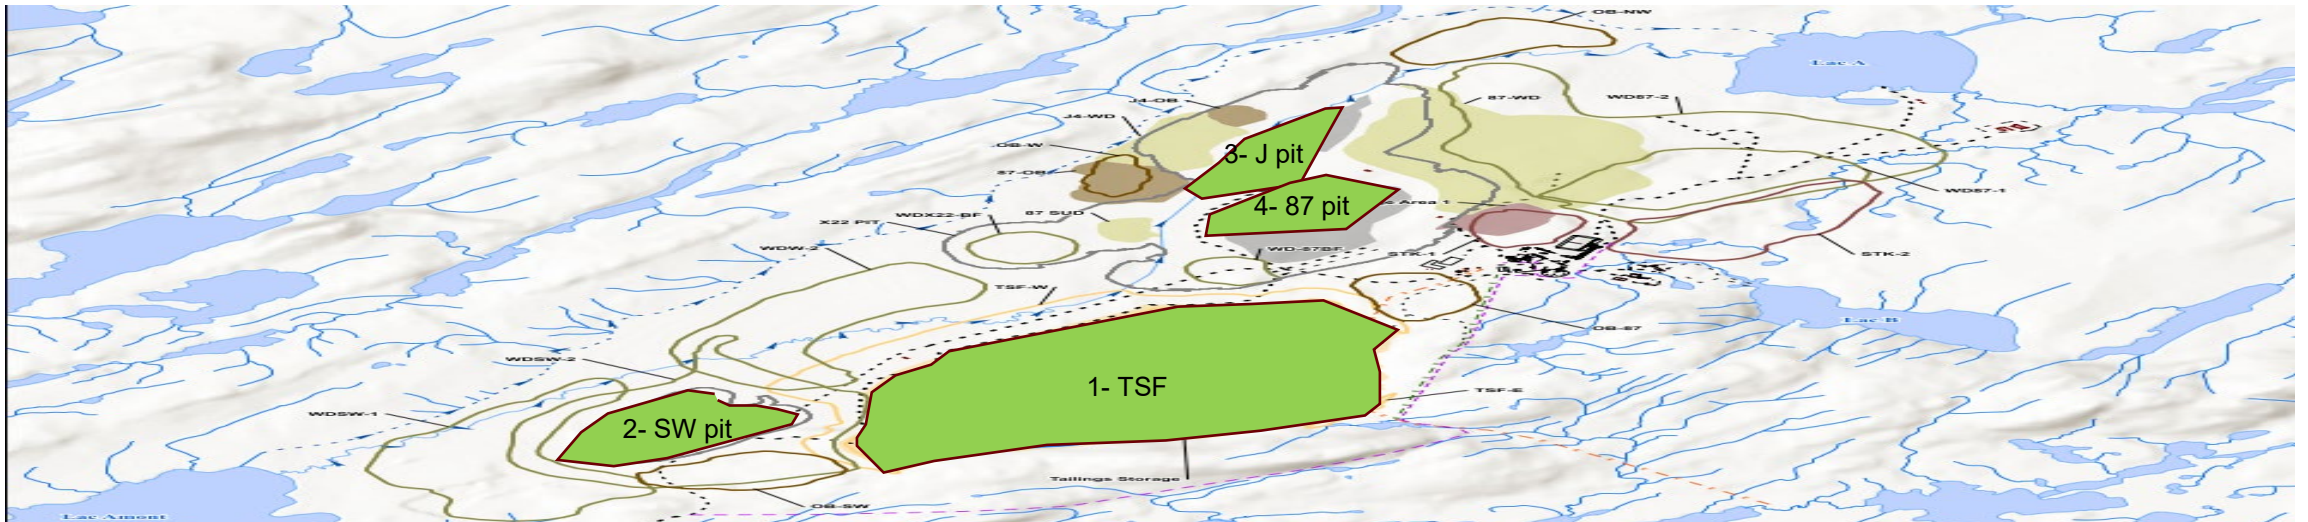 OB-NW
Lac A
J4-OB
87-WD
WD87-2
J4-WD
OB-W
3- J pit
87-OB
WD87-1
4- 87 pit
e Area 1
WDX22-BF
87 SUD
X22 PIT
WDW-2
WD-87BF
STK-1
STK-2
TSF-W
Lac B
OB-87
WDSW-2
1- TSF
TSF-E
WDSW-1
2- SW pit
Tailings Storage
OB-SW
Lac Amont